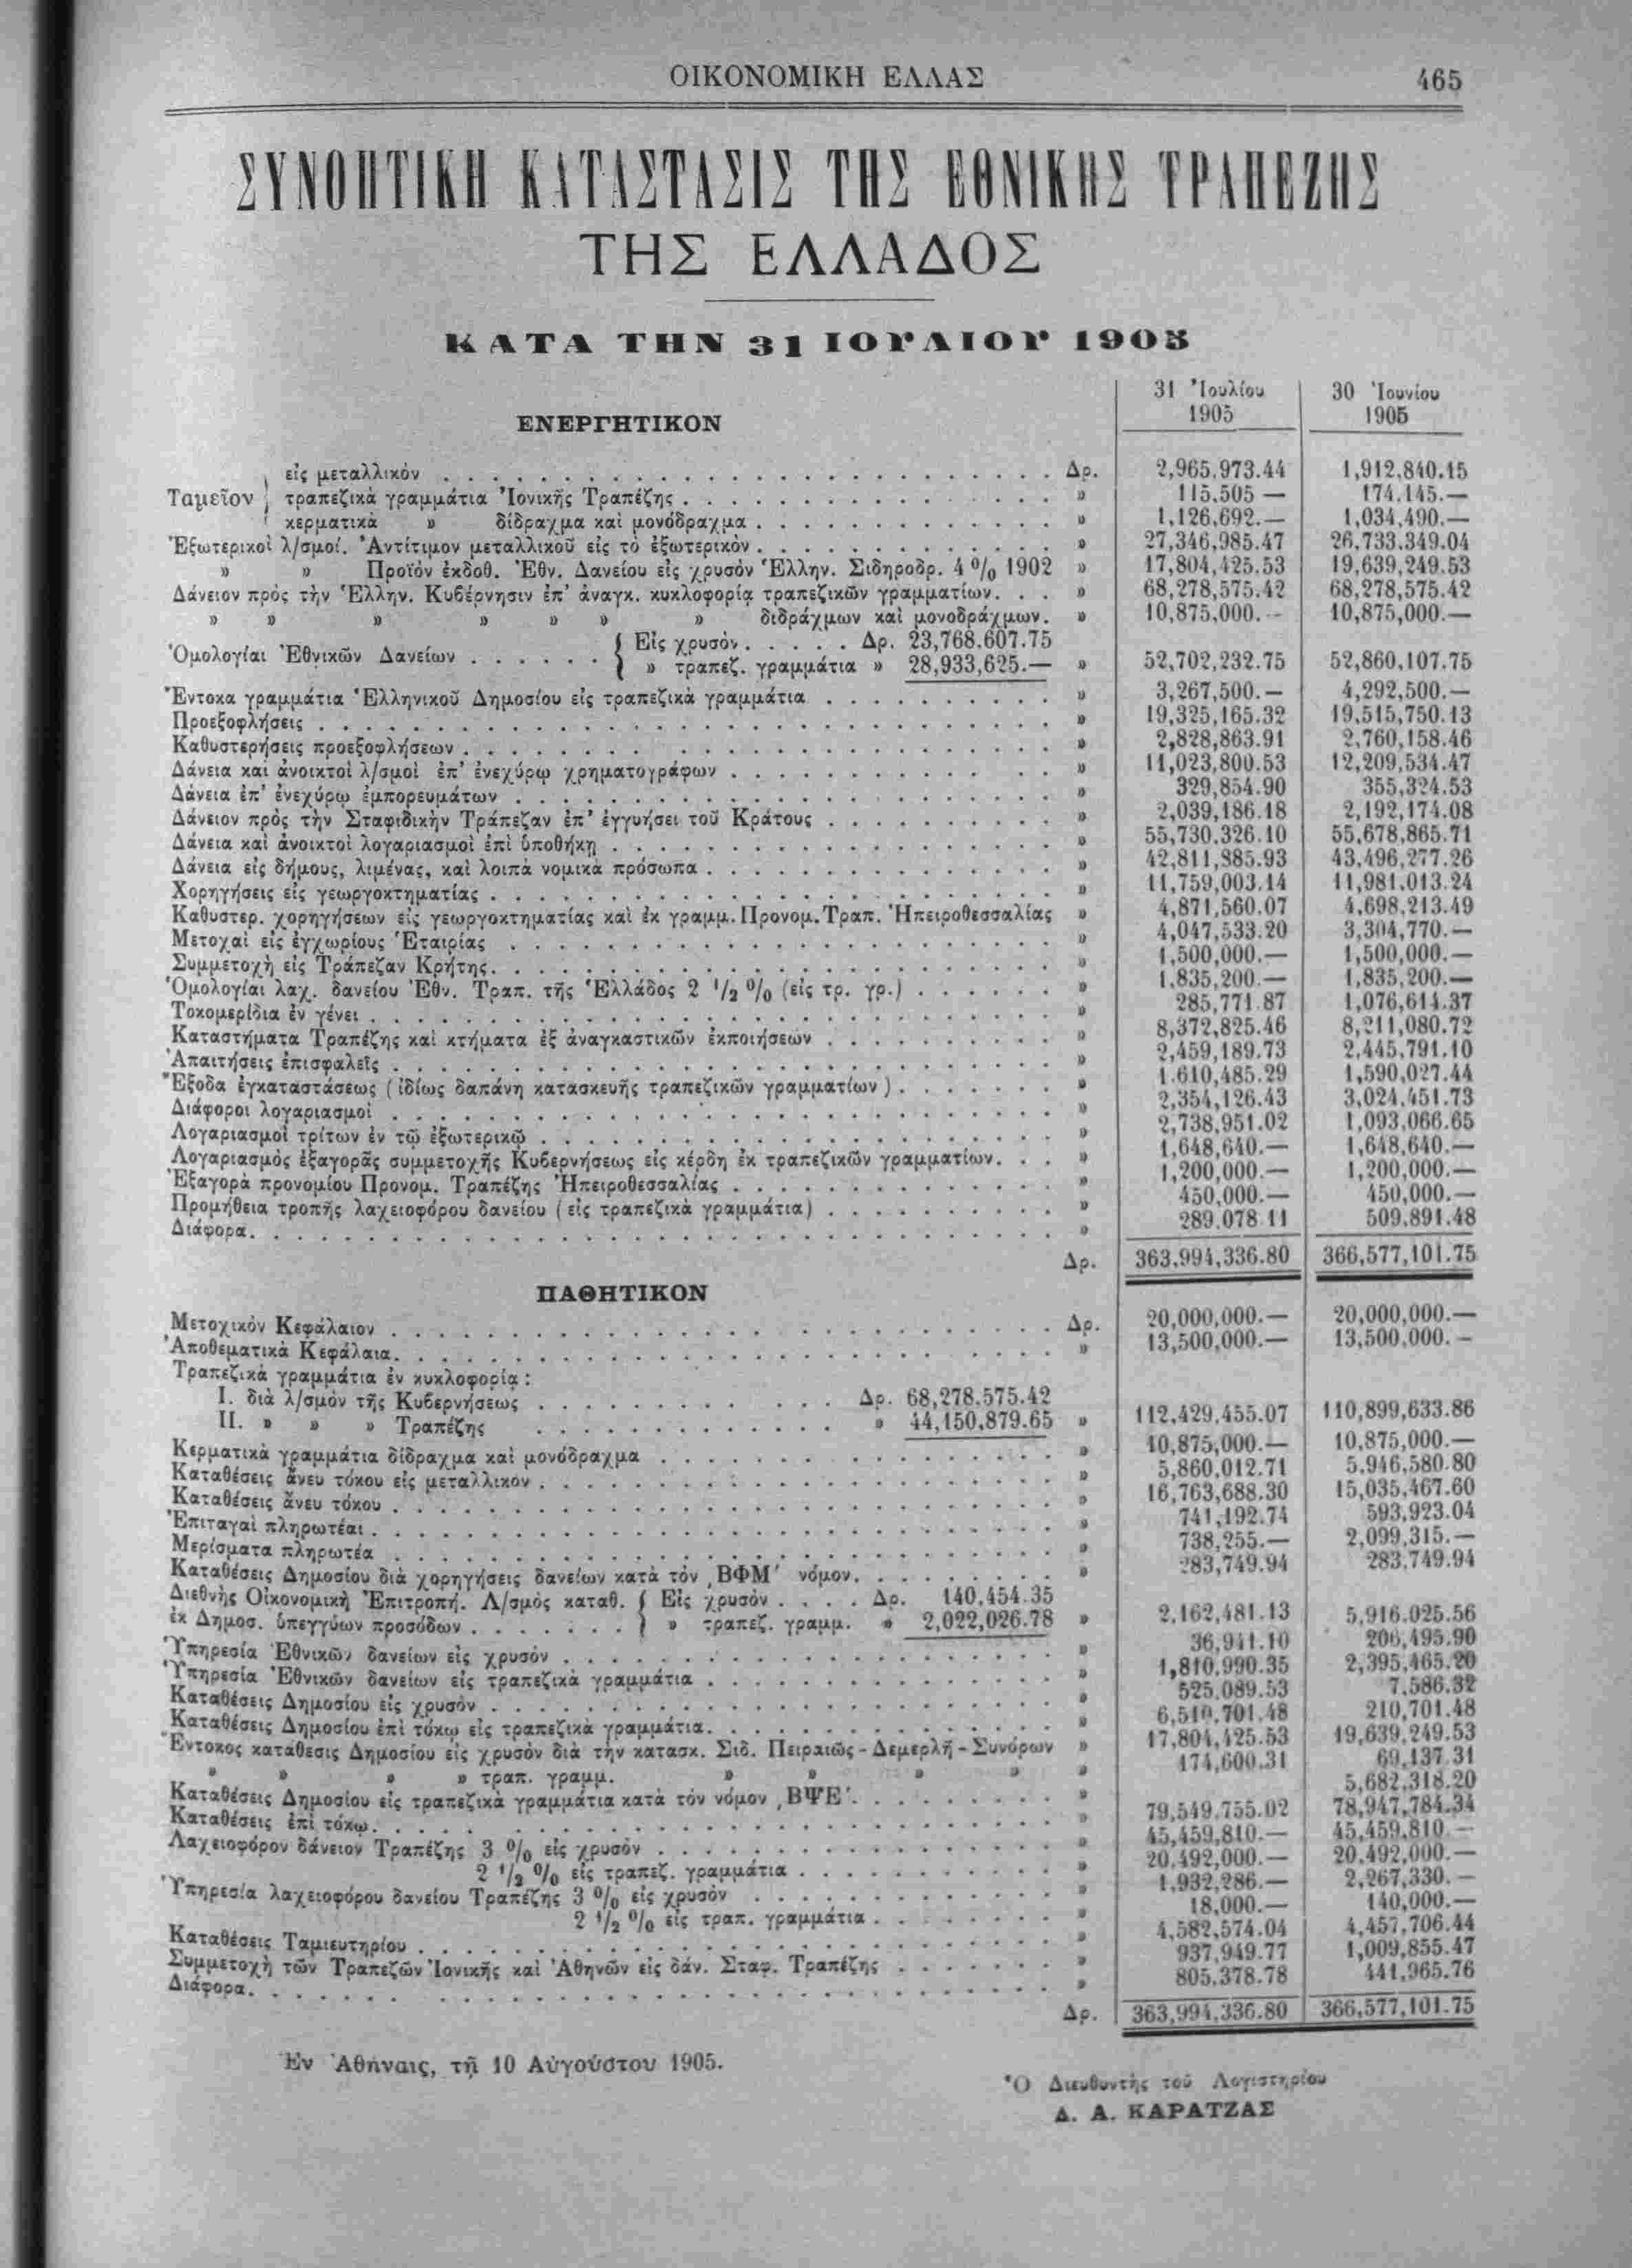 ΟΙΚΟΝΟΜΙΚΗ ΕΛΛΑΣ 465
ΣΥΝΟΠΤΙΚΗ ΚΑΤΑΣΤΑΣΙΣ ΤΗΣ ΕΘΝΙΚΗΣ ΤΡΑΠΕΖΗΣ
ΤΗΣ ΕΛΛΑΔΟΣ
ΚΑΤΑ ΤΗΝ 31 ΙΟΥΛΙΟΥ 1905
31 Ἰουλίου 1905 30 Ἰουνίου 1905
ΕΝΕΡΓΗΤΙΚΟΝ
εἰς μεταλλικόν Δρ. 2,965,973.44 1,912,840.15
Ταμεῖον τραπεζικὰ γραμμάτια Ἰονικῆς Τραπέζης » 115,505 — 174,145.—
κερματικὰ » δίδραχμα καὶ μονόδραχμα » 1,126,692.— 1,034,490.—
Ἐξωτερικοὶ λ/σμοί. Ἀντίτιμον μεταλλικοῦ εἰς τὸ ἐξωτερικὸν » 27,346,985.47 26,733,349.04
» » Προϊὸν ἐκδοθ. Ἐθν. Δανείου εἰς χρυσὸν Ἑλλην. Σιδηροδρ. 4 % 1902 » 17,804,425.53 19,639,249.53
Δάνειον πρὸς τὴν Ἑλλην. Κυβέρνησιν ἐπ' ἀναγκ. κυκλοφορίᾳ τραπεζικῶν γραμματίων. » 68,278,575.42 68,278,575.42
» » » » » » » διδράχμων καὶ μονοδράχμων. » 10,875,000.— 10,875,000.—
Ὁμολογίαι Ἐθνικῶν Δανείων { Εἰς χρυσόν Δρ. 23,768.607.75
» τραπεζ. γραμμάτια » 28,933,625.— » 52,702,232.75 52,860,107.75
Ἔντοκα γραμμάτια Ἑλληνικοῦ Δημοσίου εἰς τραπεζικὰ γραμμάτια » 3,267,500.— 4,292,500.—
Προεξοφλήσεις » 19,325,165.32 19,515,750.13
Καθυστερήσεις προεξοφλήσεων » 2,828,863.91 2,760,158.46
Δάνεια καὶ ἀνοικτοὶ λ/σμοὶ ἐπ' ἐνεχύρῳ χρηματογράφων » 11,023,800.53 12,209,534.47
Δάνεια ἐπ' ἐνεχύρῳ ἐμπορευμάτων » 329,854.90 355,324.53
Δάνειον πρὸς τὴν Σταφιδικὴν Τράπεζαν ἐπ' ἐγγυήσει τοῦ Κράτους » 2,039,186.18 2,192,174.08
Δάνεια καὶ ἀνοικτοὶ λογαριασμοὶ ἐπὶ ὑποθήκῃ » 55,730,326.10 55,678,865.71
Δάνεια εἰς δήμους, λιμένας, καὶ λοιπὰ νομικὰ πρόσωπα » 42,811,885.93 43,496,277.26
Χορηγήσεις εἰς γεωργοκτηματίας » 11,759,003.14 11,981,013.24
Καθυστερ. χορηγήσεων εἰς γεωργοκτηματίας καὶ ἐκ γραμμ. Προνομ. Τραπ. Ἠπειροθεσσαλίας » 4,871,560.07 4,698,213.49
Μετοχαὶ εἰς ἐγχωρίους Ἑταιρίας » 4,047,533.20 3,304,770.—
Συμμετοχὴ εἰς Τράπεζαν Κρήτης. » 1,500,000.— 1,500,000.—
Ὁμολογίαι λαχ. δανείου Ἐθν. Τραπ. τῆς Ἑλλάδος 2 1/2 % (εἰς τρ. γρ.) » 1,835,200.— 1,835,200.—
Τοκομερίδια ἐν γένει » 285,771.87 1,076,614.37
Καταστήματα Τραπέζης καὶ κτήματα ἐξ ἀναγκαστικῶν ἐκποιήσεων » 8,372,825.46 8,211,080.72
Ἀπαιτήσεις ἐπισφαλεῖς » 2,459,189.73 2,445,791.10
Ἔξοδα ἐγκαταστάσεως (ἰδίως δαπάνη κατασκευῆς τραπεζικῶν γραμματίων) » 1,610,485.29 1,590,027.44
Διάφοροι λογαριασμοὶ » 2,354,126.43 3,024,451.73
Λογαριασμοὶ τρίτων ἐν τῷ ἐξωτερικῷ » 2,738,951.02 1,093,066.65
Λογαριασμὸς ἐξαγορᾶς συμμετοχῆς Κυβερνήσεως εἰς κέρδη ἐκ τραπεζικῶν γραμματίων. » 1,648,640.— 1,648,640.—
Ἐξαγορὰ προνομίου Προνομ. Τραπέζης Ἠπειροθεσσαλίας » 1,200,000.— 1,200,000.—
Προμήθεια τροπῆς λαχειοφόρου δανείου (εἰς τραπεζικὰ γραμμάτια) » 450,000.— 450,000.—
Διάφορα. » 289,078 11 509,891.48
Δρ. 363,994,336.80 366,577,101.75
ΠΑΘΗΤΙΚΟΝ
Μετοχικὸν Κεφάλαιον Δρ. 20,000,000.— 20,000,000.—
Ἀποθεματικὰ Κεφάλαια. » 13,500,000.— 13,500,000.—
Τραπεζικὰ γραμμάτια ἐν κυκλοφορίᾳ :
I. διὰ λ/σμὸν τῆς Κυβερνήσεως Δρ. 68,278,575.42
II. » » » Τραπέζης » 44,150,879.65 » 112,429,455.07 110,899,633.86
Κερματικὰ γραμμάτια δίδραχμα καὶ μονόδραχμα » 10,875,000.— 10,875,000.—
Καταθέσεις ἄνευ τόκου εἰς μεταλλικόν. » 5,860,012.71 5,946,580.80
Καταθέσεις ἄνευ τόκου » 16,763,688.30 15,035,467.60
Ἐπιταγαὶ πληρωτέαι. » 741,192.74 593,923.04
Μερίσματα πληρωτέα » 738,255.— 2,099,315.—
Καταθέσεις Δημοσίου διὰ χορηγήσεις δανείων κατὰ τὸν ͵ΒΦΜ' νόμον. » 283,749.94 283,749.94
Διεθνὴς Οἰκονομικὴ Ἐπιτροπή. Λ/σμὸς καταθ. { Εἰς χρυσὸν Δρ. 140,454.35
ἐκ Δημοσ. ὑπεγγύων προσόδων » τραπεζ. γραμμ. » 2,022,026.78 » 2,162,481.13 5,916,025.56
Ὑπηρεσία Ἐθνικῶν δανείων εἰς χρυσὸν » 36,941.10 206,495.90
Ὑπηρεσία Ἐθνικῶν δανείων εἰς τραπεζικὰ γραμμάτια » 1,810,990.35 2,395,465.20
Καταθέσεις Δημοσίου εἰς χρυσὸν » 525,089.53 7,586.32
Καταθέσεις Δημοσίου ἐπὶ τόκῳ εἰς τραπεζικὰ γραμμάτια. » 6,510,701.48 210,701.48
Ἔντοκος κατάθεσις Δημοσίου εἰς χρυσὸν διὰ τὴν κατασκ. Σιδ. Πειραιῶς - Δεμερλῆ - Συνόρων » 17,804,425.53 19,639,249.53
» » » » τραπ. γραμμ. » » » » » 174,600.31 69,137.31
Καταθέσεις Δημοσίου εἰς τραπεζικὰ γραμμάτια κατὰ τὸν νόμον ͵ΒΨΕ'. » 5,682,318.20
Καταθέσεις ἐπὶ τόκῳ. » 79,549,755.02 78,947,784.34
Λαχειοφόρον δάνειον Τραπέζης 3 % εἰς χρυσὸν » 45,459,810.— 45,459,810.—
2 1/2 % εἰς τραπεζ. γραμμάτια » 20,492,000.— 20,492,000.—
Ὑπηρεσία λαχειοφόρου δανείου Τραπέζης 3 % εἰς χρυσὸν » 1,932,286.— 2,267,330.—
2 1/2 % εἰς τραπ. γραμμάτια » 18,000.— 140,000.—
Καταθέσεις Ταμιευτηρίου » 4,582,574.04 4,457,706.44
Συμμετοχὴ τῶν Τραπεζῶν Ἰονικῆς καὶ Ἀθηνῶν εἰς δάν. Σταφ. Τραπέζης » 937,949.77 1,009,855.47
Διάφορα. » 805,378.78 441,965.76
Δρ. 363,994,336.80 366,577,101.75
Ἐν Ἀθήναις, τῇ 10 Αὐγούστου 1905.
Ὁ Διευθυντὴς τοῦ Λογιστηρίου
Δ. Α. ΚΑΡΑΤΖΑΣ